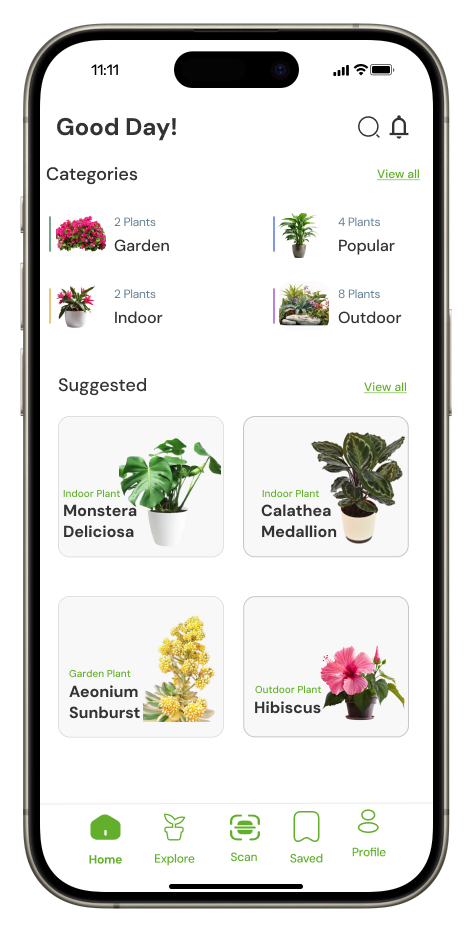 11:11
Good Day!
Categories
View all
2 Plants
Garden
4 Plants
Popular
2 Plants
Indoor
8 Plants
Outdoor
Suggested
View all
Indoor Plant
Monstera
Deliciosa
Indoor Plant
Calathea
Medallion
Garden Plant
Aeonium
Sunburst
Outdoor Plant
Hibiscus
Home
Explore
Scan
Saved
Profile